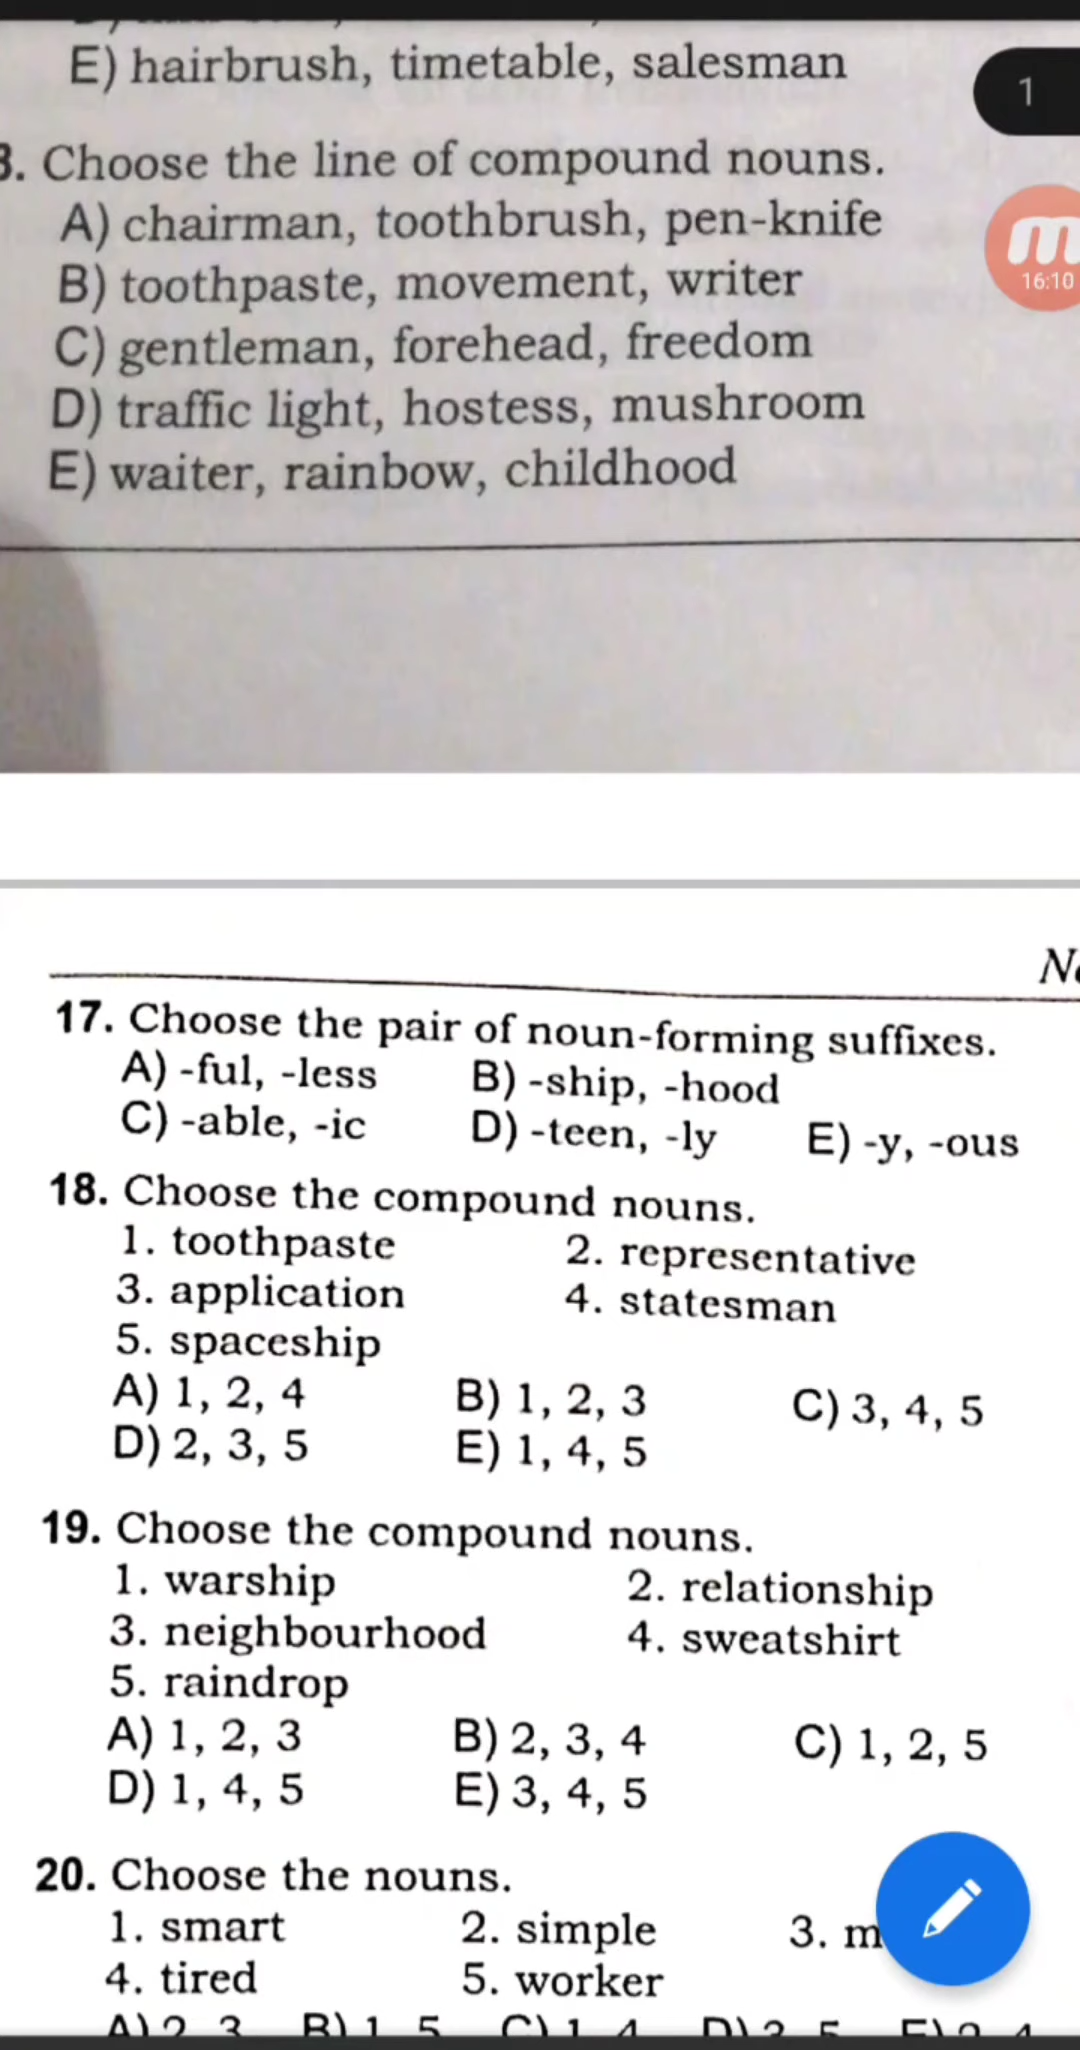 E) hairbrush, timetable, salesman
1
3. Choose the line of compound nouns.
A) chairman, toothbrush, pen-knife
16:10
B) toothpaste, movement, writer
C) gentleman, forehead, freedom
D) traffic light, hostess, mushroom
E) waiter, rainbow, childhood
17. Choose the pair of noun-forming suffixes.
A) -ful, -less B) -ship, -hood
C) -able, -ic D) -teen, -ly E) -y, -ous
18. Choose the compound nouns.
1. toothpaste 2. representative
3. application 4. statesman
5. spaceship
A) 1, 2, 4 B) 1, 2, 3 C) 3, 4, 5
D) 2, 3, 5 E) 1, 4, 5
19. Choose the compound nouns.
1. warship 2. relationship
3. neighbourhood 4. sweatshirt
5. raindrop
A) 1, 2, 3 B) 2, 3, 4 C) 1, 2, 5
D) 1, 4, 5 E) 3, 4, 5
20. Choose the nouns.
1. smart 2. simple 3.
4. tired 5. worker